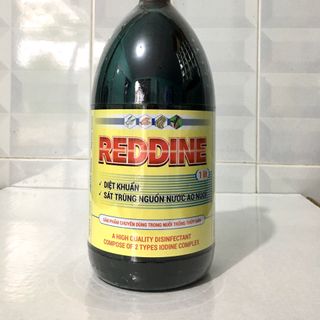 REDDINE
1 lít
✓ DIỆT KHUẨN
✓ SÁT TRÙNG NGUỒN NƯỚC AO NUÔI
SẢN PHẨM CHUYÊN DÙNG TRONG NUÔI TRỒNG THỦY SẢN
A HIGH QUALITY DISINFECTANT
COMPOSE OF 2 TYPES IODINE COMPLEX